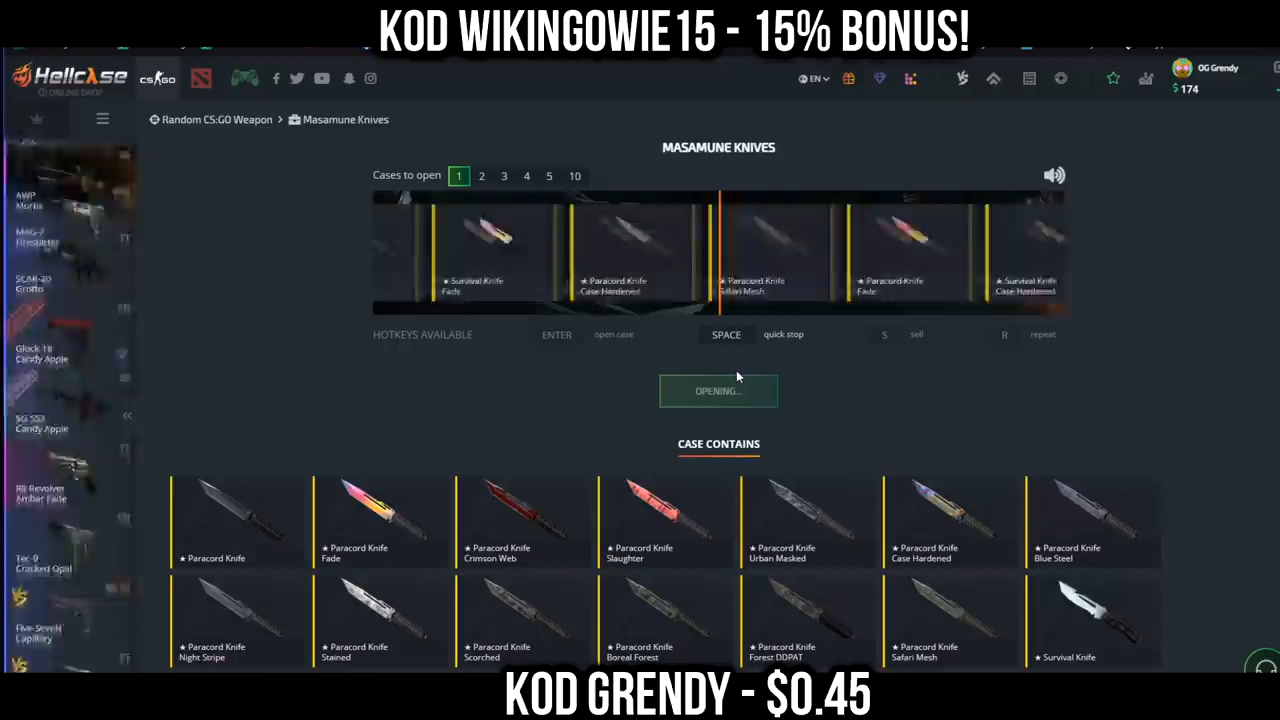 KOD WIKINGOWIE15 - 15% BONUS!
Hellcase
ONLINE DROP
CS:GO
EN
OG Grendy
$ 174
Random CS:GO Weapon > Masamune Knives
MASAMUNE KNIVES
Cases to open 1 2 3 4 5 10
★ Survival Knife
Fade
★ Paracord Knife
Case Hardened
★ Paracord Knife
Safari Mesh
★ Paracord Knife
Fade
★ Survival Knife
Case Hardened
HOTKEYS AVAILABLE ENTER open case SPACE quick stop S sell R repeat
OPENING...
CASE CONTAINS
★ Paracord Knife
★ Paracord Knife
Fade
★ Paracord Knife
Crimson Web
★ Paracord Knife
Slaughter
★ Paracord Knife
Urban Masked
★ Paracord Knife
Case Hardened
★ Paracord Knife
Blue Steel
★ Paracord Knife
Night Stripe
★ Paracord Knife
Stained
★ Paracord Knife
Scorched
★ Paracord Knife
Boreal Forest
★ Paracord Knife
Forest DDPAT
★ Paracord Knife
Safari Mesh
★ Survival Knife
AWP
Mortis
MAG-7
Firestarter
SCAR-20
Grotto
Glock-18
Candy Apple
SG 553
Candy Apple
R8 Revolver
Amber Fade
Tec-9
Cracked Opal
Five-SeveN
Capillary
KOD GRENDY - $0.45